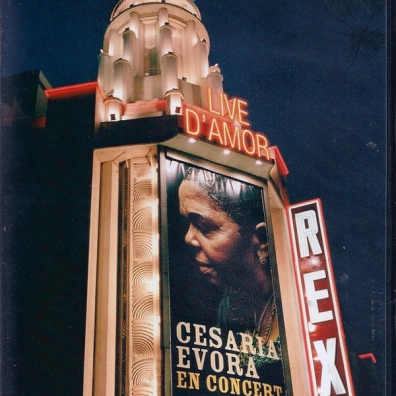 LIVE
D'AMOR
CESARIA
EVORA
EN CONCERT
REX